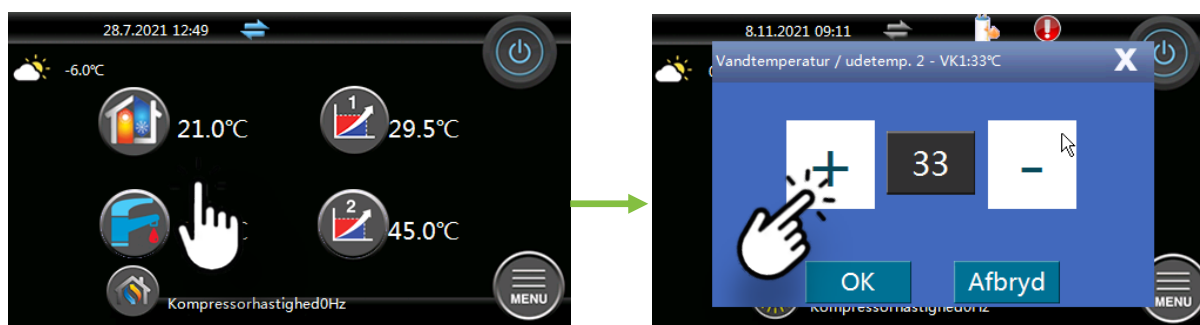 28.7.2021 12:49
-6.0℃
21.0℃
1
29.5℃
2
45.0℃
MENU
Kompressorhastighed0Hz
8.11.2021 09:11
Vandtemperatur / udetemp. 2 - VK1:33℃
X
+
33
-
OK
Afbryd
MENU
Kompressorhastighed0Hz